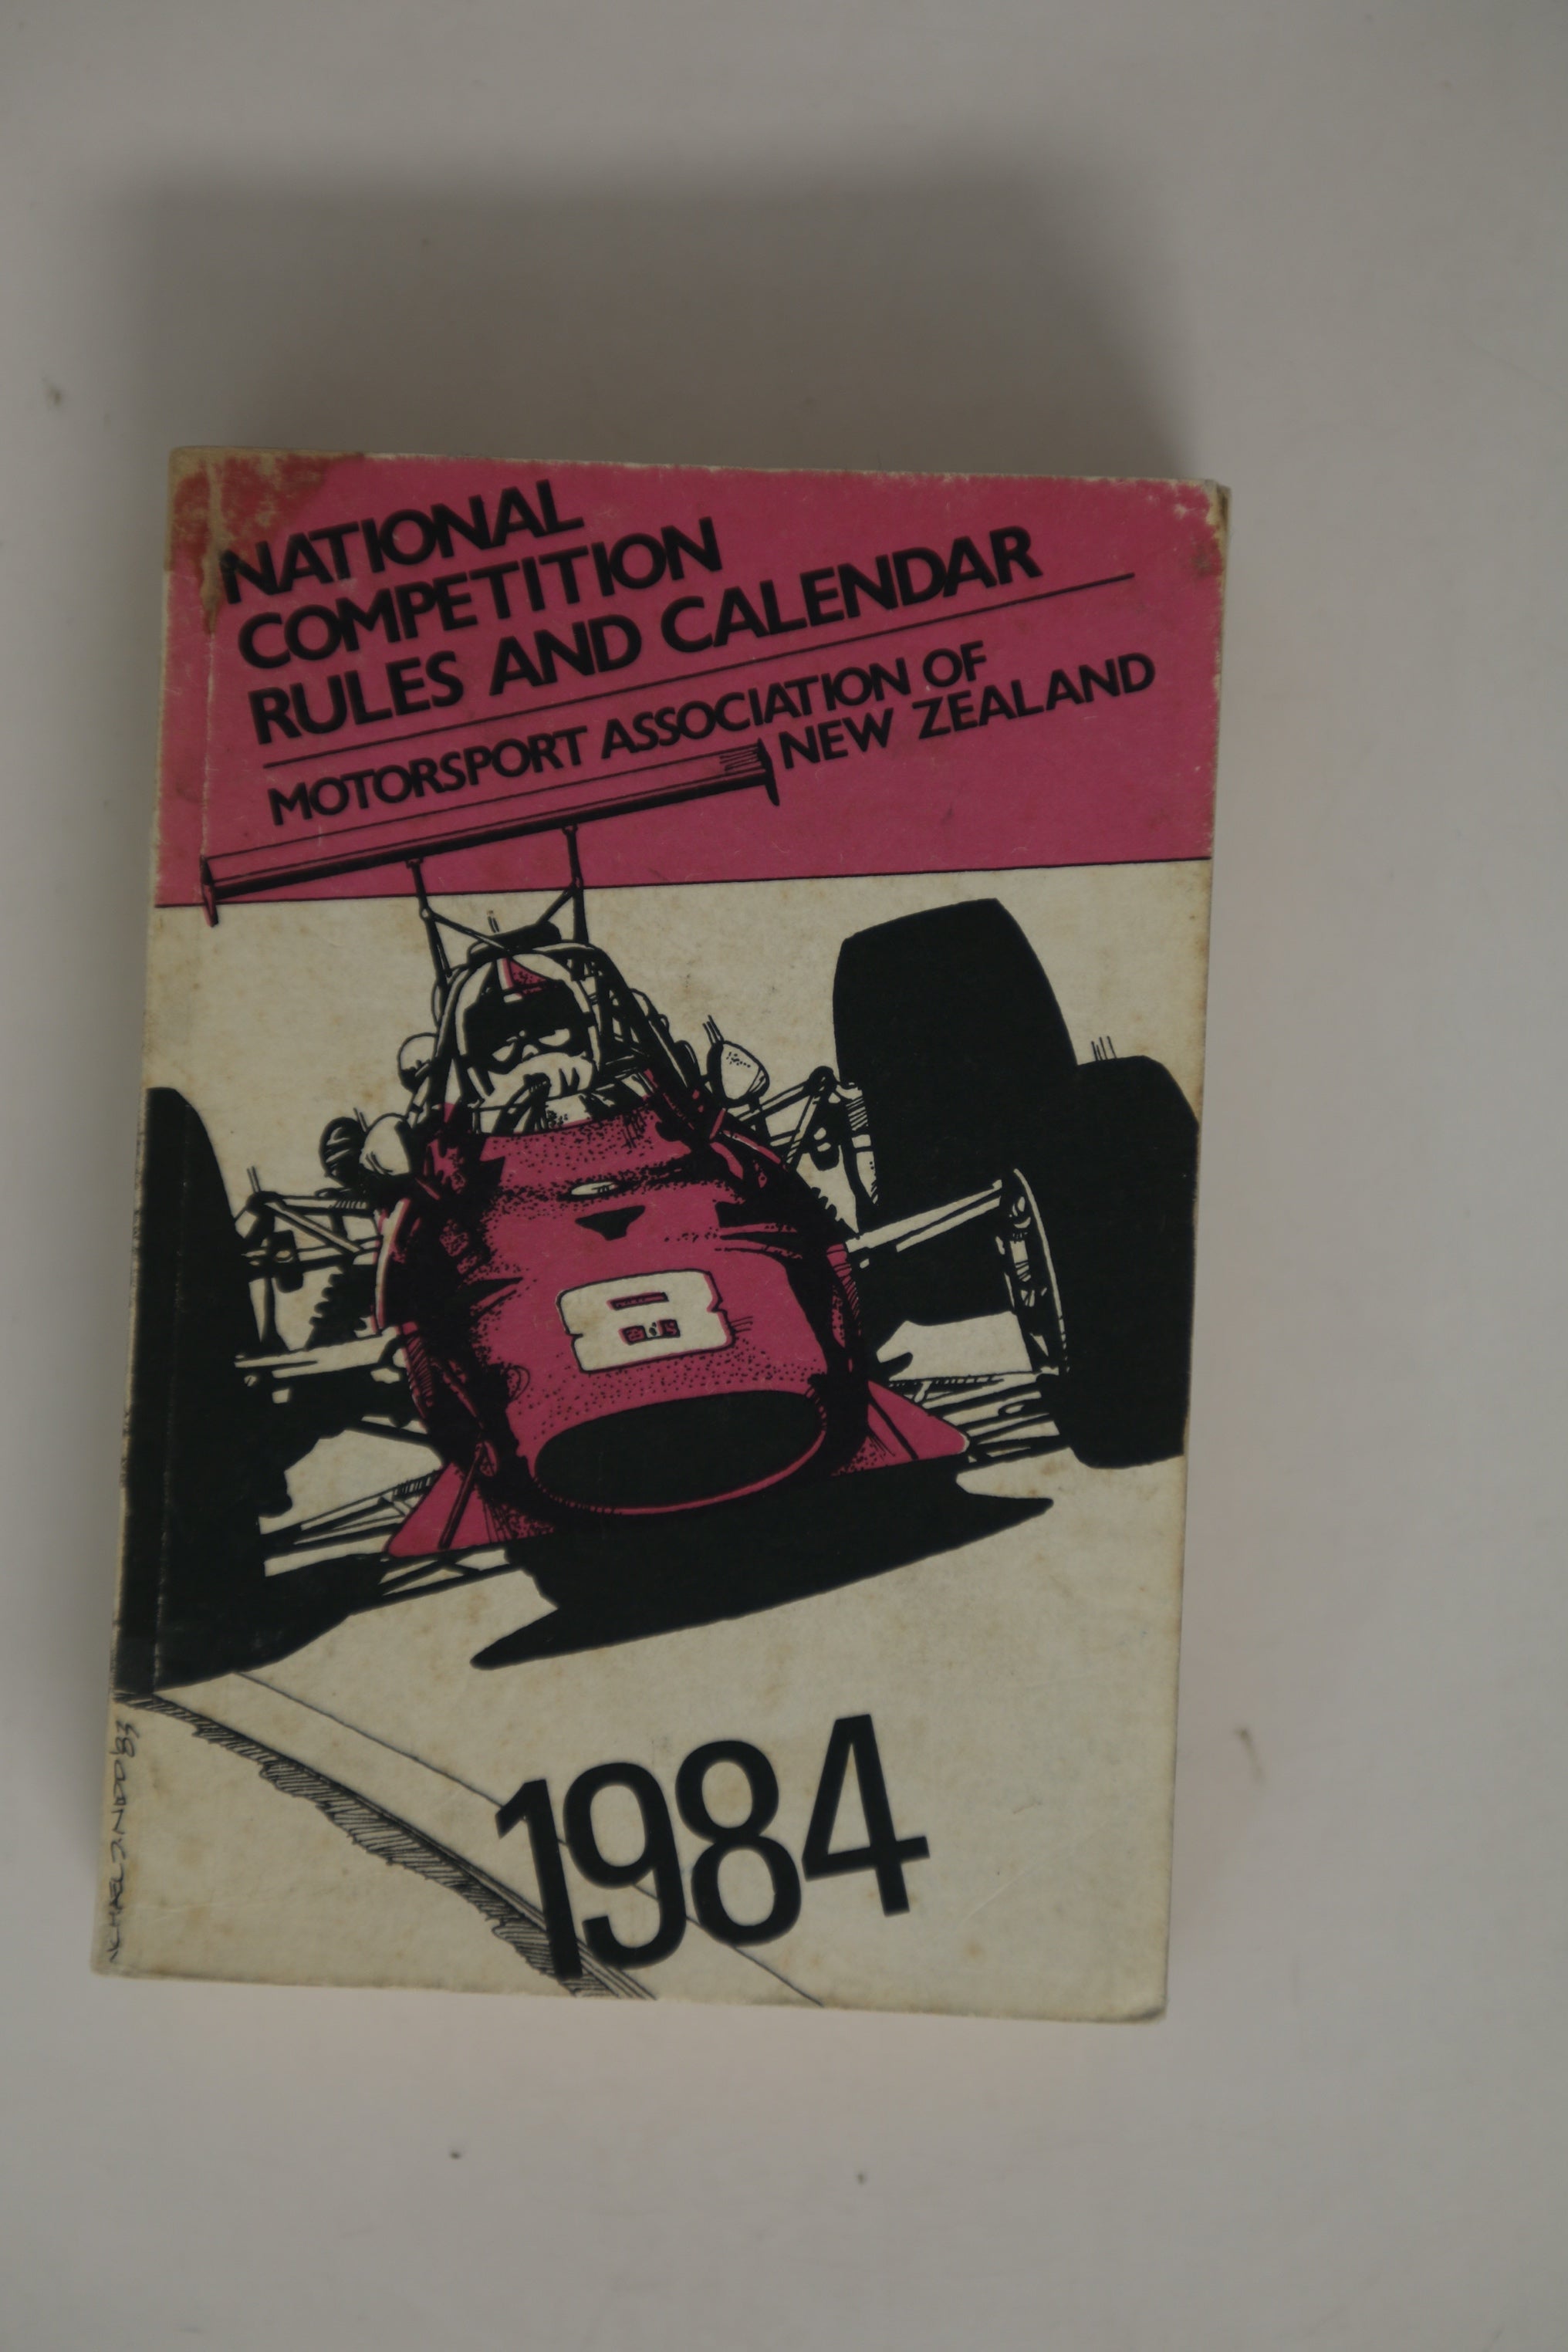 NATIONAL
COMPETITION
RULES AND CALENDAR
MOTORSPORT ASSOCIATION OF
NEW ZEALAND
8
1984